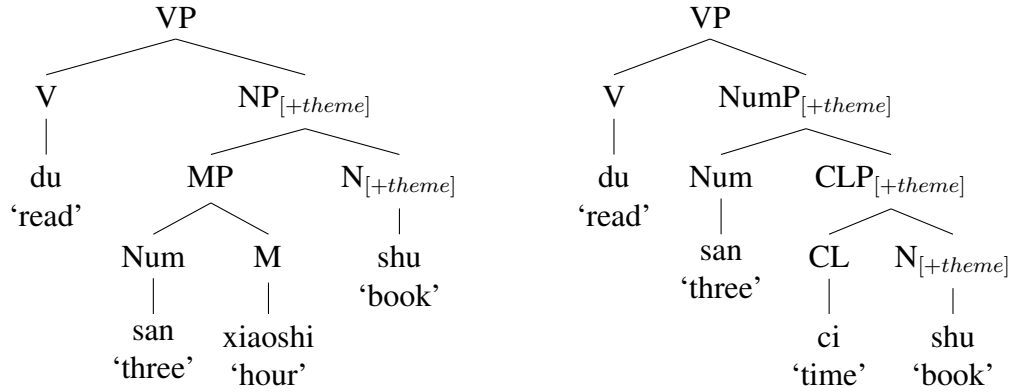 VP VP
V NP[+theme] V NumP[+theme]
du MP N[+theme] du Num CLP[+theme]
‘read’ ‘read’
Num M shu san CL N[+theme]
‘book’ ‘three’
san xiaoshi ci shu
‘three’ ‘hour’ ‘time’ ‘book’